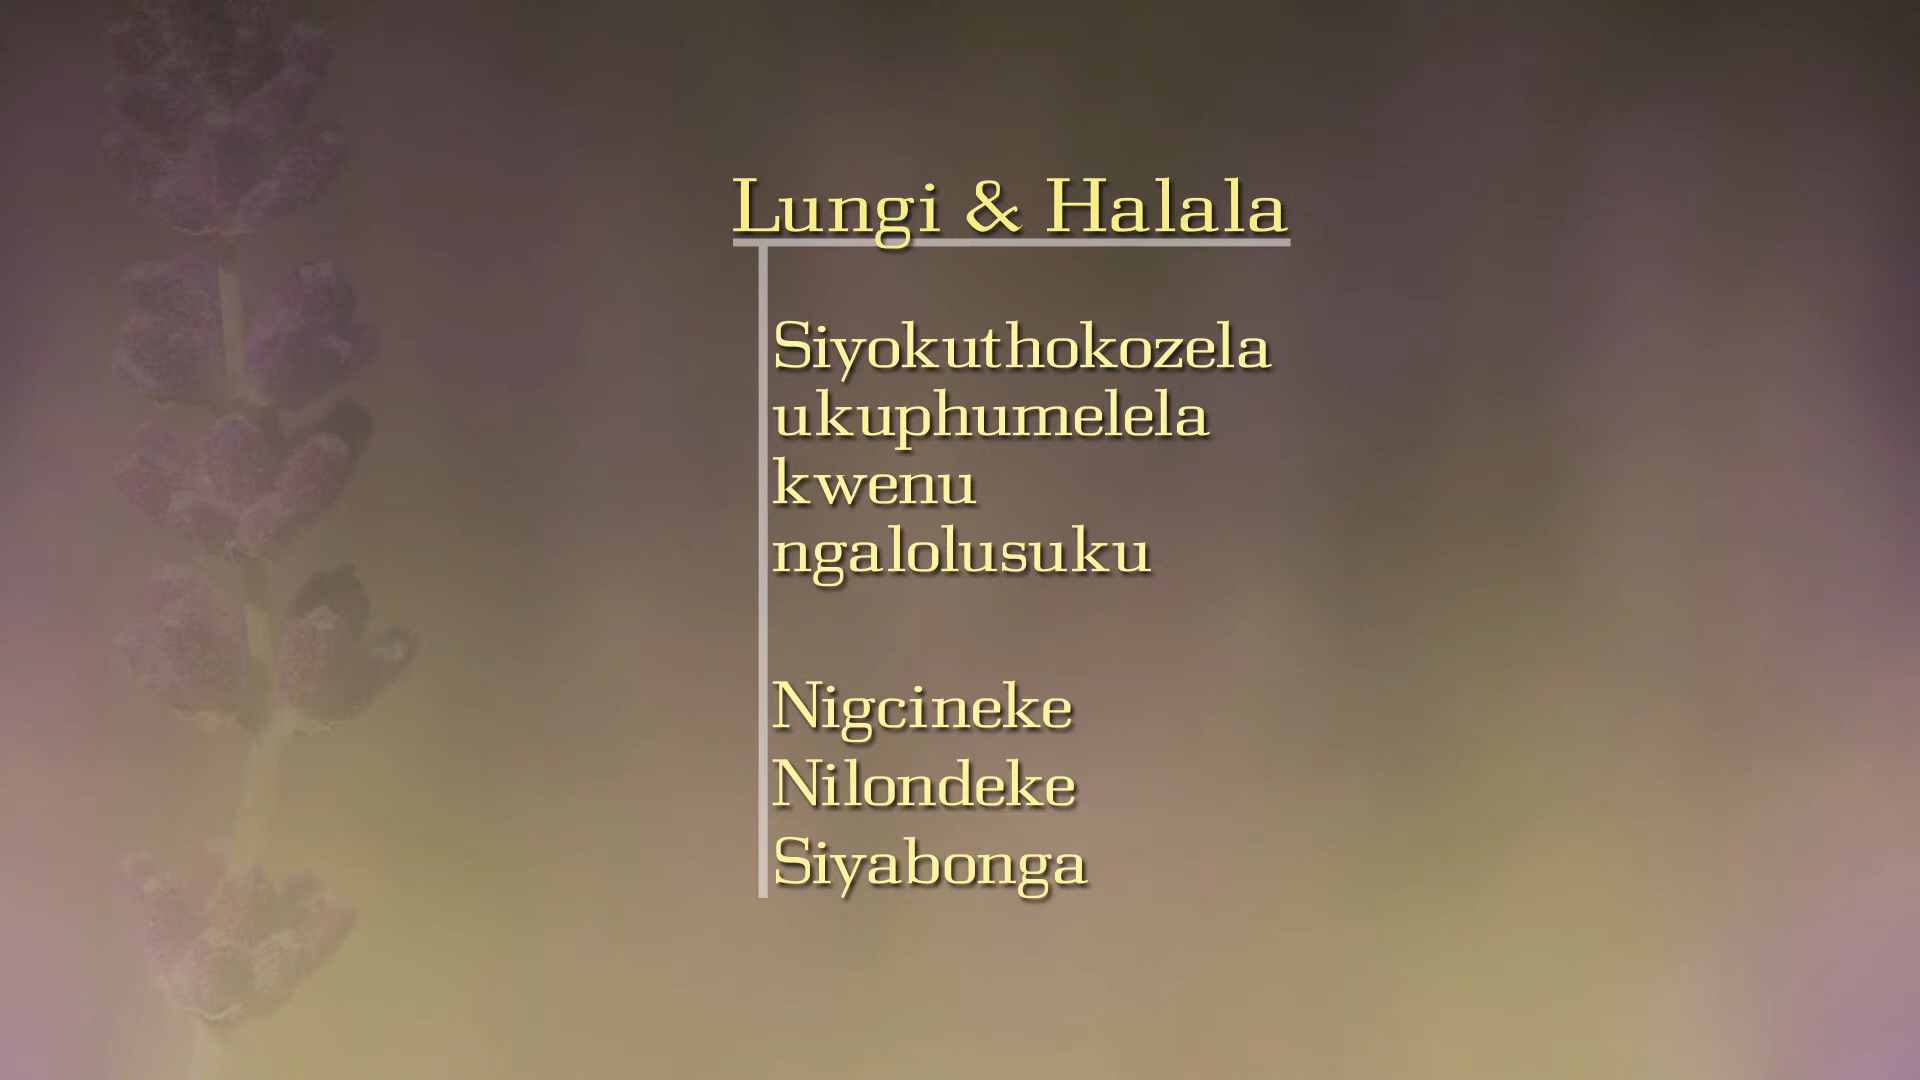 Lungi & Halala
Siyokuthokozela
ukuphumelela
kwenu
ngalolusuku
Nigcineke
Nilondeke
Siyabonga